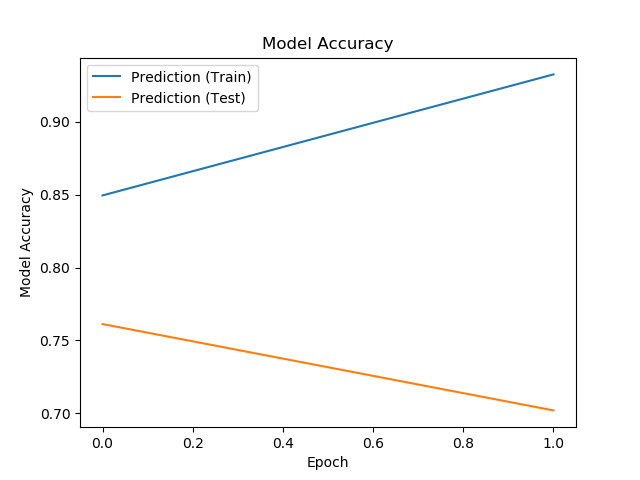 Model Accuracy
Prediction (Train)
Prediction (Test)
0.90
0.85
0.80
0.75
0.70
Model Accuracy
0.0 0.2 0.4 0.6 0.8 1.0
Epoch